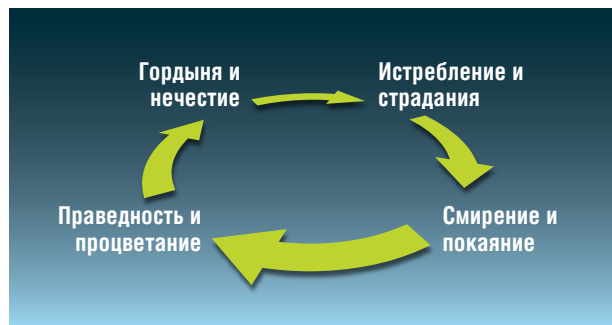 Гордыня и
нечестие
Истребление и
страдания
Праведность и
процветание
Смирение и
покаяние